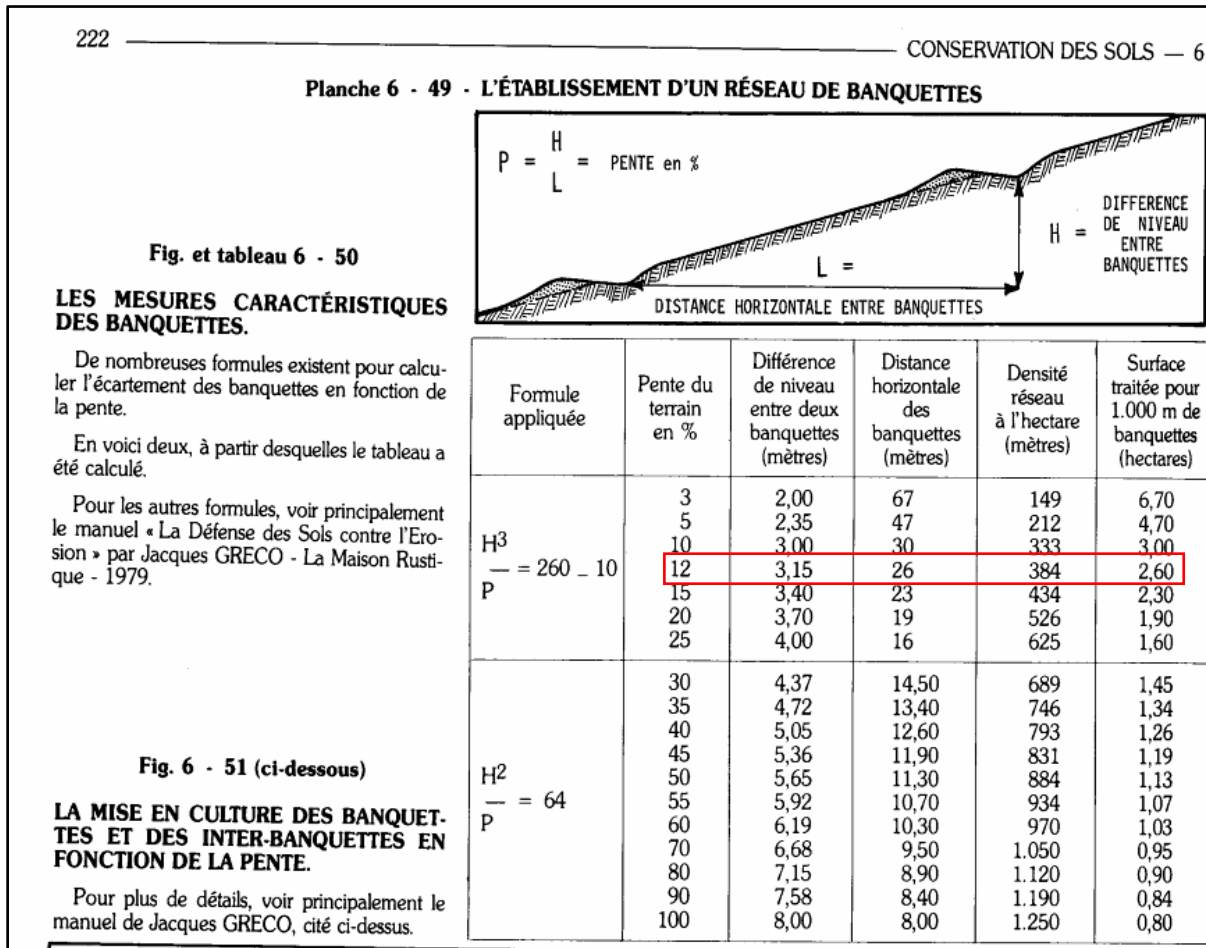 222
CONSERVATION DES SOLS — 6
Planche 6 - 49 - L'ÉTABLISSEMENT D'UN RÉSEAU DE BANQUETTES
P = H / L = PENTE en %
H = DIFFERENCE
DE NIVEAU
ENTRE
BANQUETTES
L =
DISTANCE HORIZONTALE ENTRE BANQUETTES
Fig. et tableau 6 - 50
LES MESURES CARACTÉRISTIQUES
DES BANQUETTES.
De nombreuses formules existent pour calcu-
ler l'écartement des banquettes en fonction de
la pente.
En voici deux, à partir desquelles le tableau a
été calculé.
Pour les autres formules, voir principalement
le manuel « La Défense des Sols contre l'Ero-
sion » par Jacques GRECO - La Maison Rusti-
que - 1979.
Fig. 6 - 51 (ci-dessous)
LA MISE EN CULTURE DES BANQUET-
TES ET DES INTER-BANQUETTES EN
FONCTION DE LA PENTE.
Pour plus de détails, voir principalement le
manuel de Jacques GRECO, cité ci-dessus.
Formule
appliquée
Pente du
terrain
en %
Différence
de niveau
entre deux
banquettes
(mètres)
Distance
horizontale
des
banquettes
(mètres)
Densité
réseau
à l'hectare
(mètres)
Surface
traitée pour
1.000 m de
banquettes
(hectares)
H3
— = 260 _ 10
P
3 2,00 67 149 6,70
5 2,35 47 212 4,70
10 3,00 30 333 3,00
12 3,15 26 384 2,60
15 3,40 23 434 2,30
20 3,70 19 526 1,90
25 4,00 16 625 1,60
H2
— = 64
P
30 4,37 14,50 689 1,45
35 4,72 13,40 746 1,34
40 5,05 12,60 793 1,26
45 5,36 11,90 831 1,19
50 5,65 11,30 884 1,13
55 5,92 10,70 934 1,07
60 6,19 10,30 970 1,03
70 6,68 9,50 1.050 0,95
80 7,15 8,90 1.120 0,90
90 7,58 8,40 1.190 0,84
100 8,00 8,00 1.250 0,80